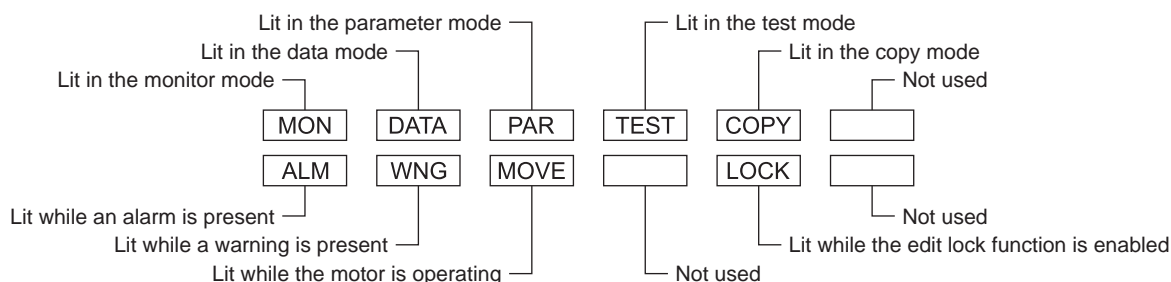 Lit in the parameter mode
Lit in the test mode
Lit in the data mode
Lit in the copy mode
Lit in the monitor mode
Not used
MON DATA PAR TEST COPY
ALM WNG MOVE LOCK
Lit while an alarm is present
Not used
Lit while a warning is present
Lit while the edit lock function is enabled
Lit while the motor is operating
Not used